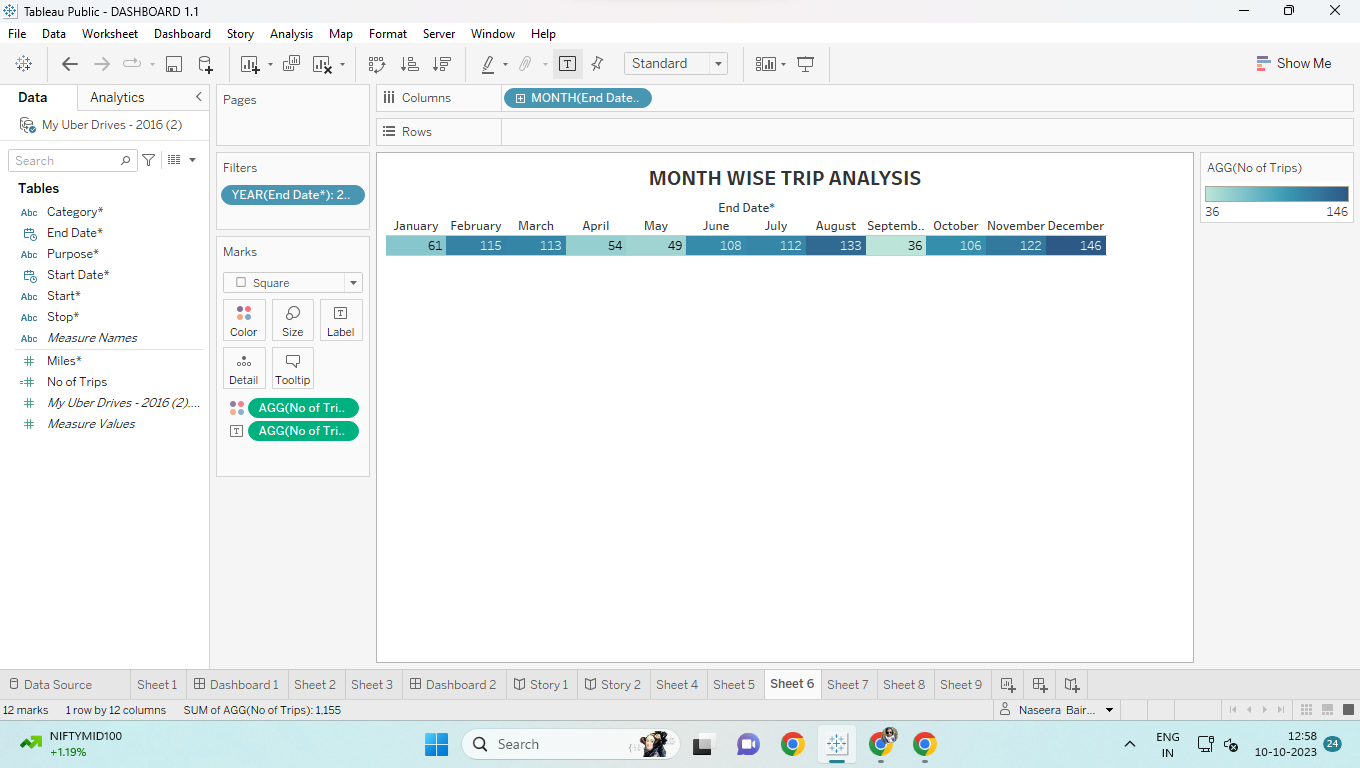 Tableau Public - DASHBOARD 1.1
File Data Worksheet Dashboard Story Analysis Map Format Server Window Help
Standard Show Me
Data Analytics
My Uber Drives - 2016 (2)
Search
Tables
Abc Category*
End Date*
Abc Purpose*
Start Date*
Abc Start*
Abc Stop*
Abc Measure Names
Miles*
No of Trips
My Uber Drives - 2016 (2)....
Measure Values
Pages
Filters
YEAR(End Date*): 2..
Marks
Square
Color Size Label
Detail Tooltip
AGG(No of Tri..
AGG(No of Tri..
Columns MONTH(End Date..
Rows
MONTH WISE TRIP ANALYSIS
End Date*
January February March April May June July August Septemb.. October November December
61 115 113 54 49 108 112 133 36 106 122 146
AGG(No of Trips)
36 146
Data Source Sheet 1 Dashboard 1 Sheet 2 Sheet 3 Dashboard 2 Story 1 Story 2 Sheet 4 Sheet 5 Sheet 6 Sheet 7 Sheet 8 Sheet 9
12 marks 1 row by 12 columns SUM of AGG(No of Trips): 1,155 Naseera Bair...
NIFTYMID100
+1.19%
Search
ENG
IN
12:58
10-10-2023
24